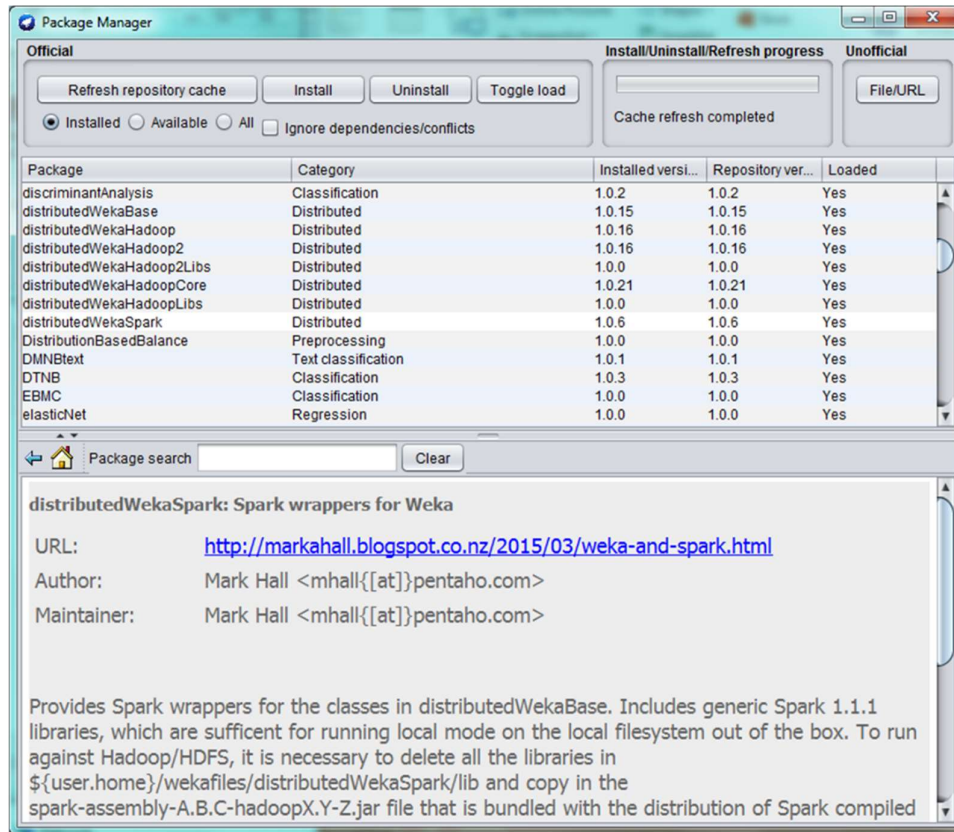 Package Manager
Official
Install/Uninstall/Refresh progress
Unofficial
Refresh repository cache
Install
Uninstall
Toggle load
File/URL
Installed
Available
All
Ignore dependencies/conflicts
Cache refresh completed
Package Category Installed versi... Repository ver... Loaded
discriminantAnalysis Classification 1.0.2 1.0.2 Yes
distributedWekaBase Distributed 1.0.15 1.0.15 Yes
distributedWekaHadoop Distributed 1.0.16 1.0.16 Yes
distributedWekaHadoop2 Distributed 1.0.16 1.0.16 Yes
distributedWekaHadoop2Libs Distributed 1.0.0 1.0.0 Yes
distributedWekaHadoopCore Distributed 1.0.21 1.0.21 Yes
distributedWekaHadoopLibs Distributed 1.0.0 1.0.0 Yes
distributedWekaSpark Distributed 1.0.6 1.0.6 Yes
DistributionBasedBalance Preprocessing 1.0.0 1.0.0 Yes
DMNBtext Text classification 1.0.1 1.0.1 Yes
DTNB Classification 1.0.3 1.0.3 Yes
EBMC Classification 1.0.0 1.0.0 Yes
elasticNet Regression 1.0.0 1.0.0 Yes
Package search
Clear
distributedWekaSpark: Spark wrappers for Weka
URL: http://markahall.blogspot.co.nz/2015/03/weka-and-spark.html
Author: Mark Hall <mhall{[at]}pentaho.com>
Maintainer: Mark Hall <mhall{[at]}pentaho.com>
Provides Spark wrappers for the classes in distributedWekaBase. Includes generic Spark 1.1.1
libraries, which are sufficent for running local mode on the local filesystem out of the box. To run
against Hadoop/HDFS, it is necessary to delete all the libraries in
${user.home}/wekafiles/distributedWekaSpark/lib and copy in the
spark-assembly-A.B.C-hadoopX.Y-Z.jar file that is bundled with the distribution of Spark compiled